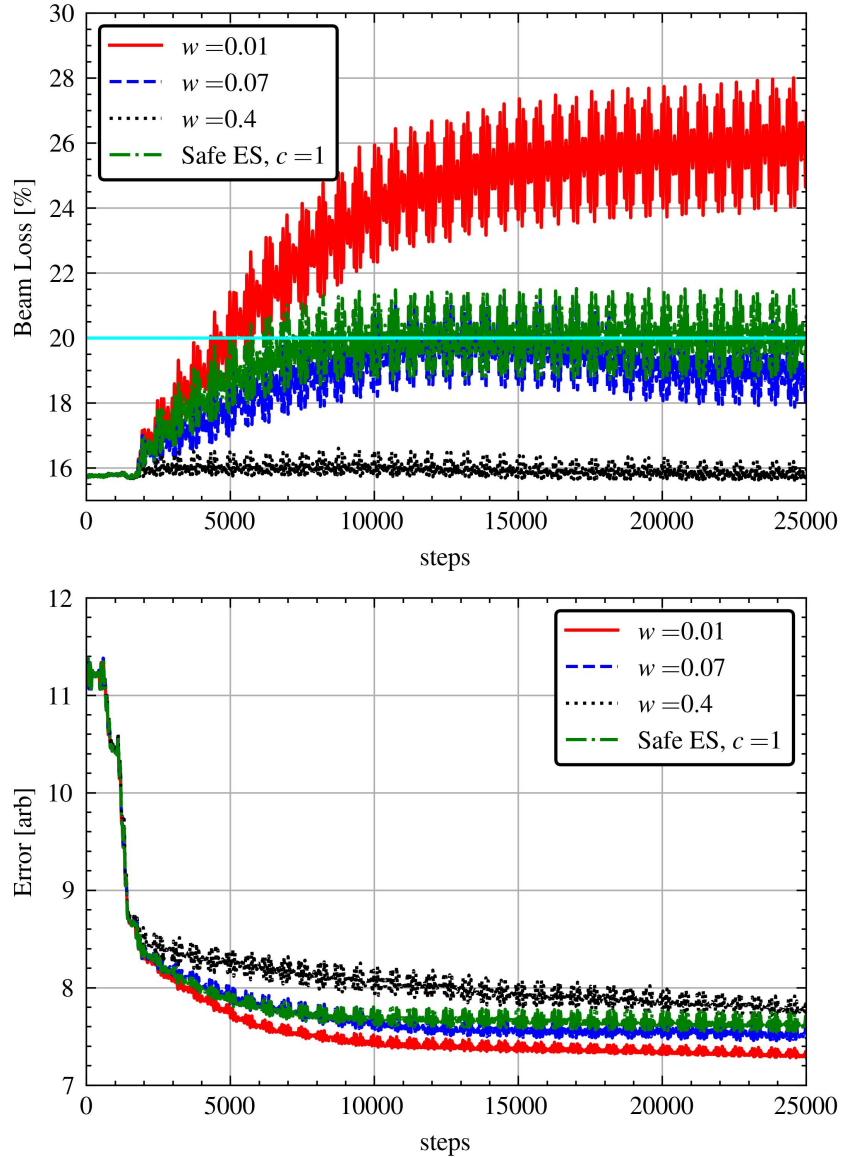 30
28
26
24
22
20
18
16
Beam Loss [%]
w =0.01
w =0.07
w =0.4
Safe ES, c =1
0 5000 10000 15000 20000 25000
steps
12
11
10
9
8
7
Error [arb]
w =0.01
w =0.07
w =0.4
Safe ES, c =1
0 5000 10000 15000 20000 25000
steps